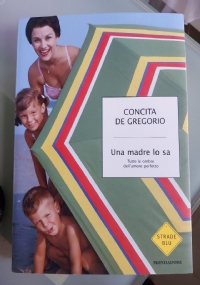 CONCITA
DE GREGORIO
Una madre lo sa
Tutte le ombre
dell'amore perfetto
STRADE
BLU
MONDADORI